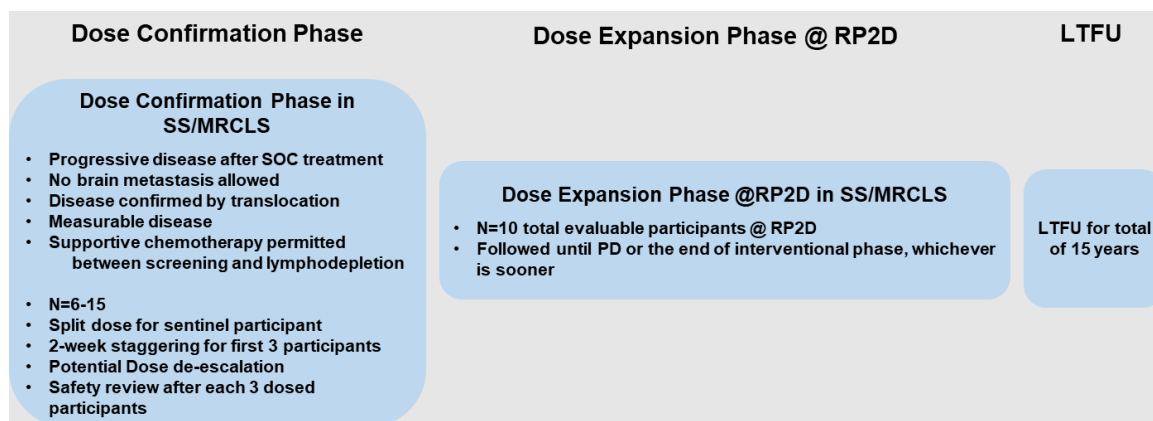 Dose Confirmation Phase
Dose Expansion Phase @ RP2D
LTFU
Dose Confirmation Phase in
SS/MRCLS
• Progressive disease after SOC treatment
• No brain metastasis allowed
• Disease confirmed by translocation
• Measurable disease
• Supportive chemotherapy permitted
between screening and lymphodepletion
• N=6-15
• Split dose for sentinel participant
• 2-week staggering for first 3 participants
• Potential Dose de-escalation
• Safety review after each 3 dosed
participants
Dose Expansion Phase @RP2D in SS/MRCLS
• N=10 total evaluable participants @ RP2D
• Followed until PD or the end of interventional phase, whichever
is sooner
LTFU for total
of 15 years